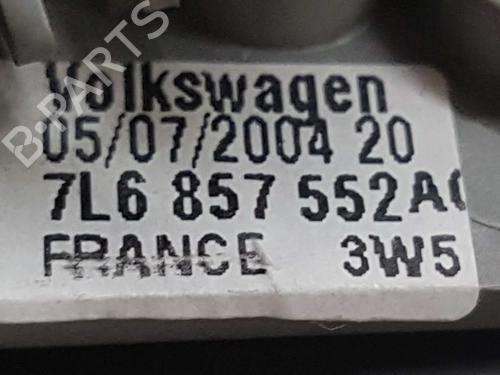 B-PARTS
Volkswagen
05/07/2004 20
7L6 857 552A
FRANCE 3W5